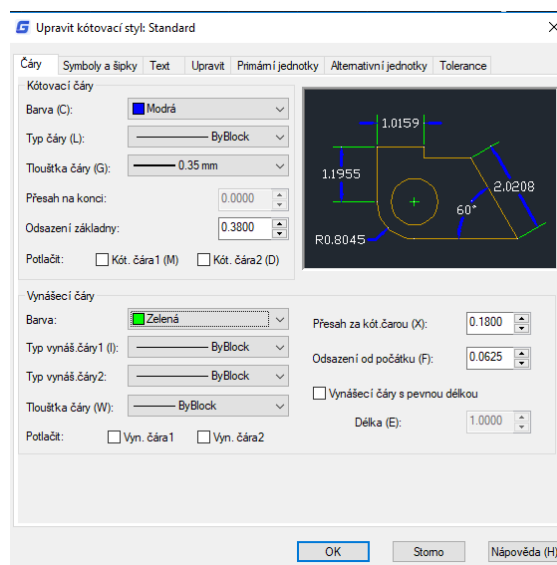 Upravit kótovací styl: Standard
Čáry Symboly a šipky Text Upravit Primární jednotky Alternativní jednotky Tolerance
Kótovací čáry
Barva (C): Modrá
Typ čáry (L): ByBlock
Tloušťka čáry (G): 0.35 mm
Přesah na konci: 0.0000
Odsazení základny: 0.3800
Potlačit: Kót. čára1 (M) Kót. čára2 (D)
1.0159
1.1955
2.0208
60°
R0.8045
Vynášecí čáry
Barva: Zelená
Typ vynáš.čáry1 (I): ByBlock
Typ vynáš.čáry2: ByBlock
Tloušťka čáry (W): ByBlock
Potlačit: Vyn. čára1 Vyn. čára2
Přesah za kót.čarou (X): 0.1800
Odsazení od počátku (F): 0.0625
Vynášecí čáry s pevnou délkou
Délka (E): 1.0000
OK Storno Nápověda (H)